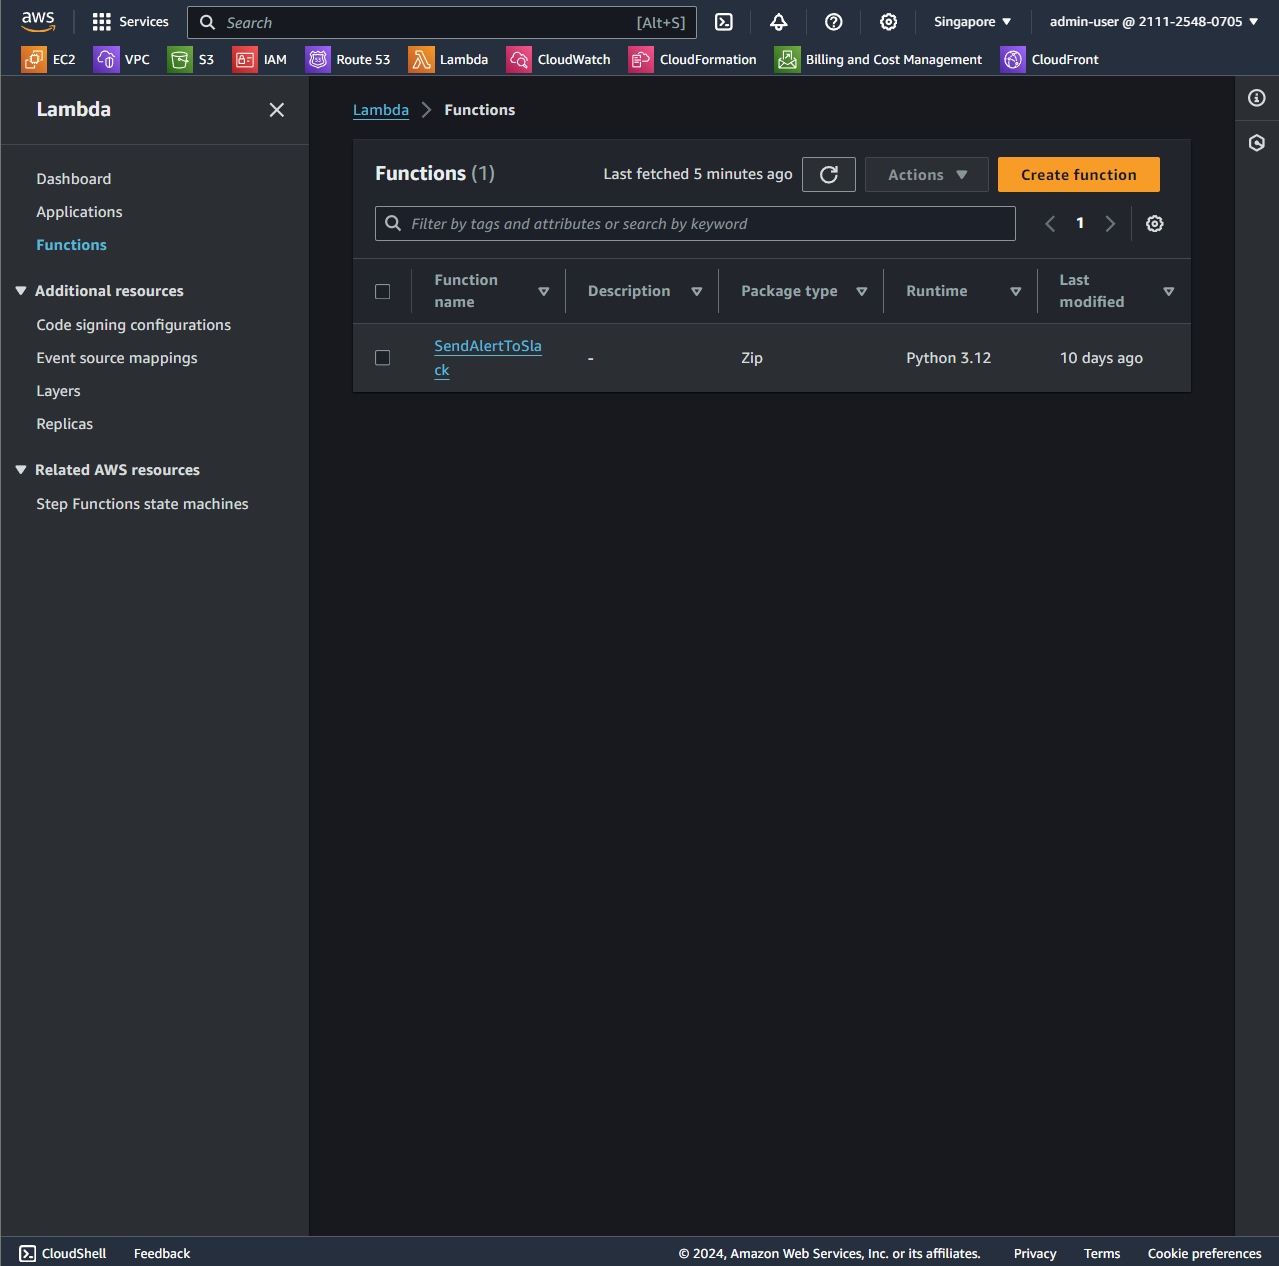 aws
Services
Search [Alt+S]
Singapore
admin-user @ 2111-2548-0705
EC2 VPC S3 IAM Route 53 Lambda CloudWatch CloudFormation Billing and Cost Management CloudFront
Lambda
Dashboard
Applications
Functions
Additional resources
Code signing configurations
Event source mappings
Layers
Replicas
Related AWS resources
Step Functions state machines
Lambda Functions
Functions (1)
Last fetched 5 minutes ago
Actions
Create function
Filter by tags and attributes or search by keyword
1
Function
name
Description
Package type
Runtime
Last
modified
SendAlertToSla
ck
-
Zip
Python 3.12
10 days ago
CloudShell Feedback © 2024, Amazon Web Services, Inc. or its affiliates. Privacy Terms Cookie preferences